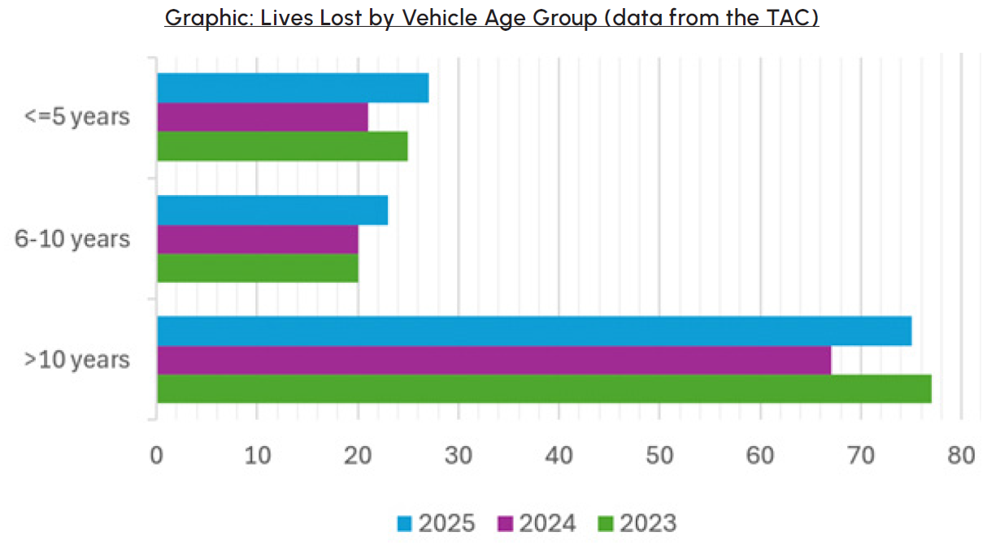 Graphic: Lives Lost by Vehicle Age Group (data from the TAC)
<=5 years
6-10 years
>10 years
0 10 20 30 40 50 60 70 80
2025 2024 2023